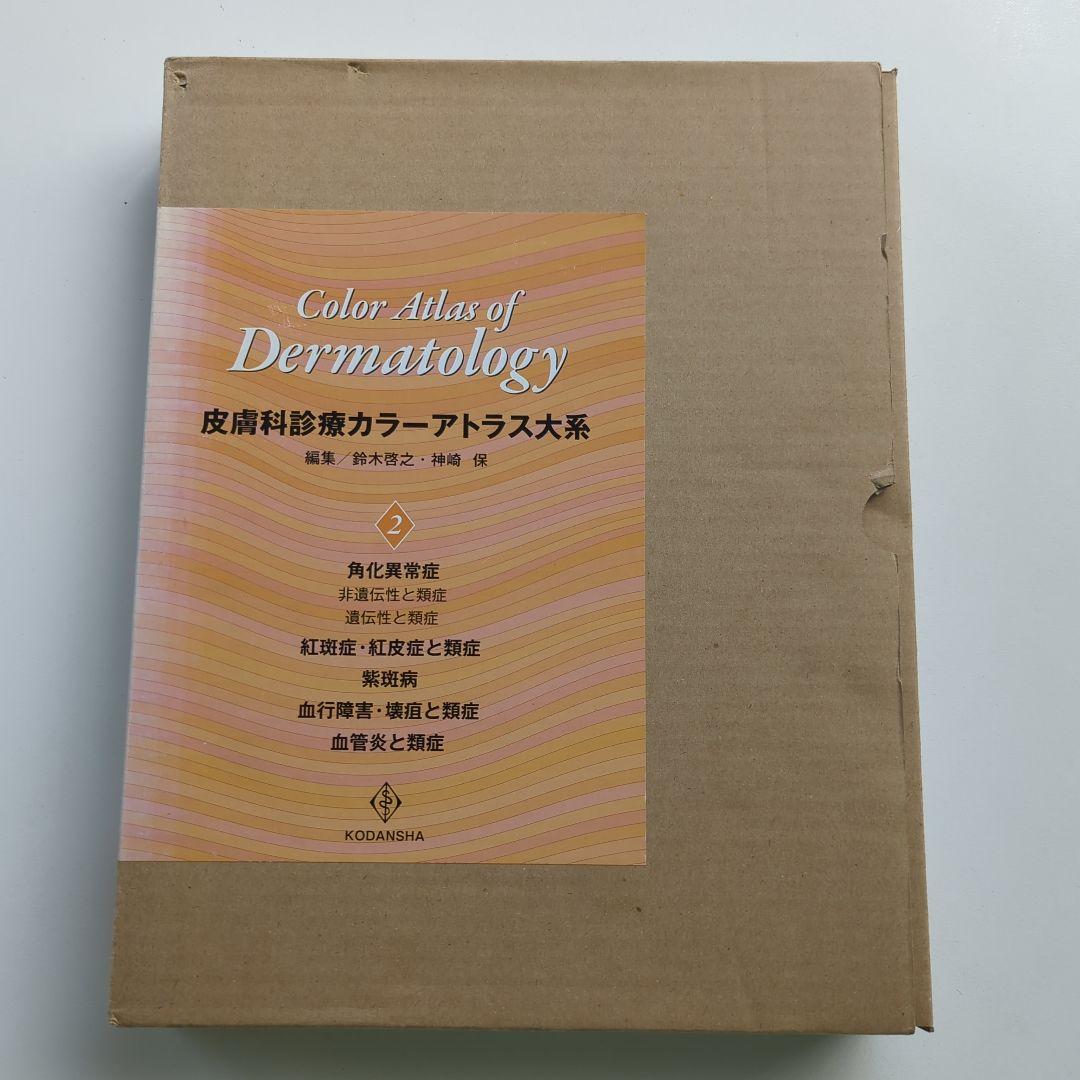 Color Atlas of
Dermatology
皮膚科診療カラーアトラス大系
編集／鈴木啓之・神崎 保
2
角化異常症
非遺伝性と類症
遺伝性と類症
紅斑症・紅皮症と類症
紫斑病
血行障害・壊疽と類症
血管炎と類症
KODANSHA